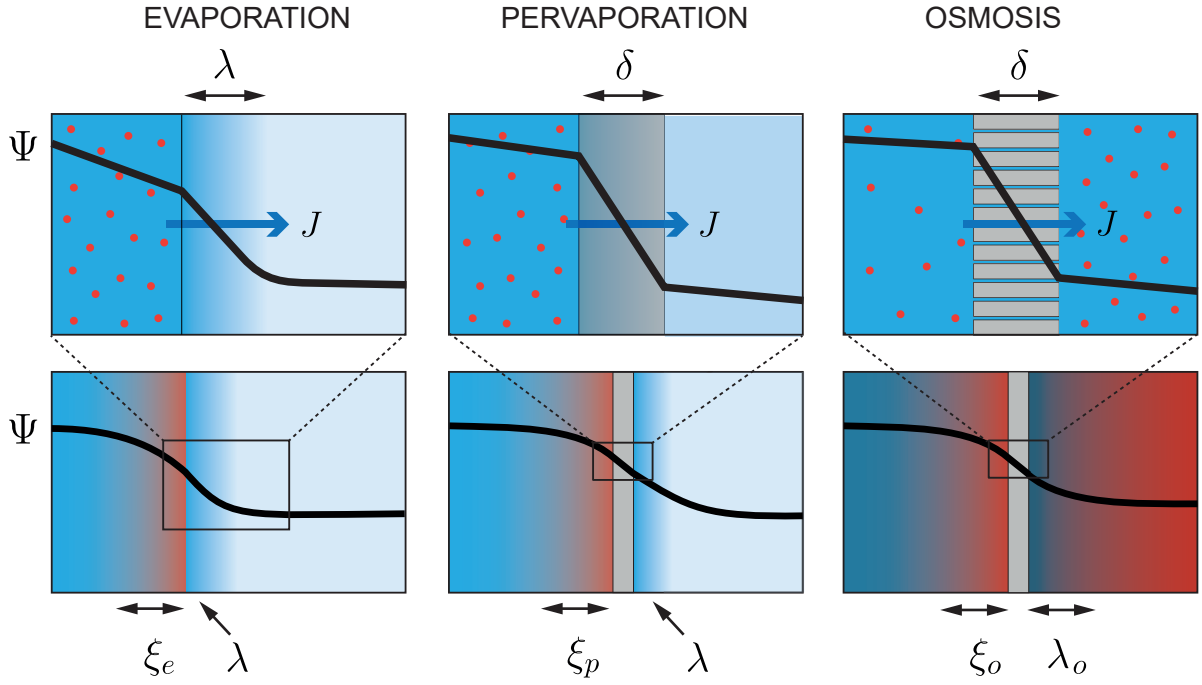 EVAPORATION PERVAPORATION OSMOSIS
λ δ δ
Ψ
J J J
Ψ
ξₑ λ ξₚ λ ξₒ λₒ